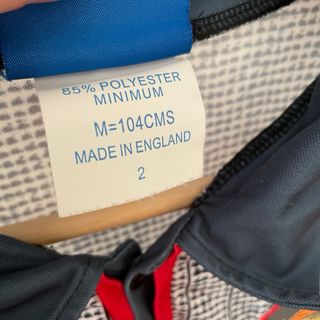 85% POLYESTER
MINIMUM
M=104CMS
MADE IN ENGLAND
2